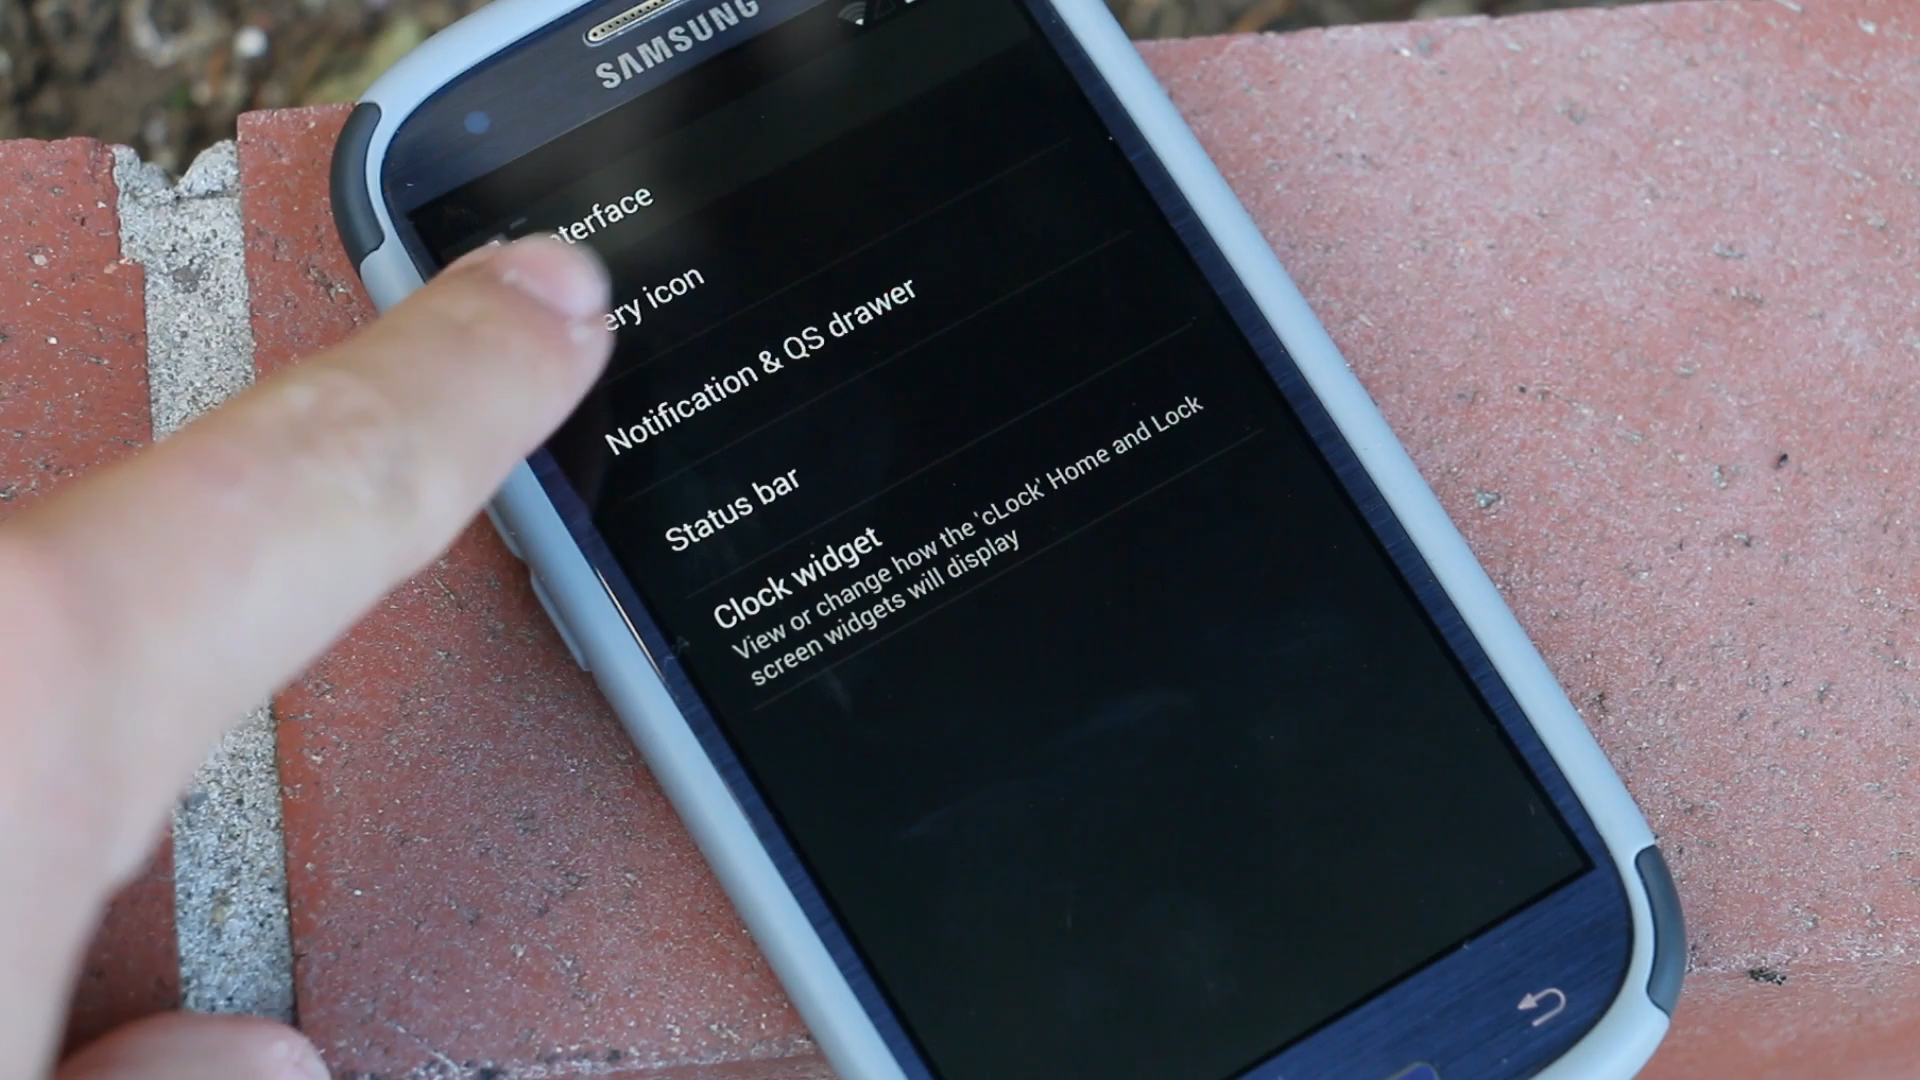 SAMSUNG
nterface
ery icon
Notification & QS drawer
Status bar
Clock widget
View or change how the 'cLock' Home and Lock
screen widgets will display